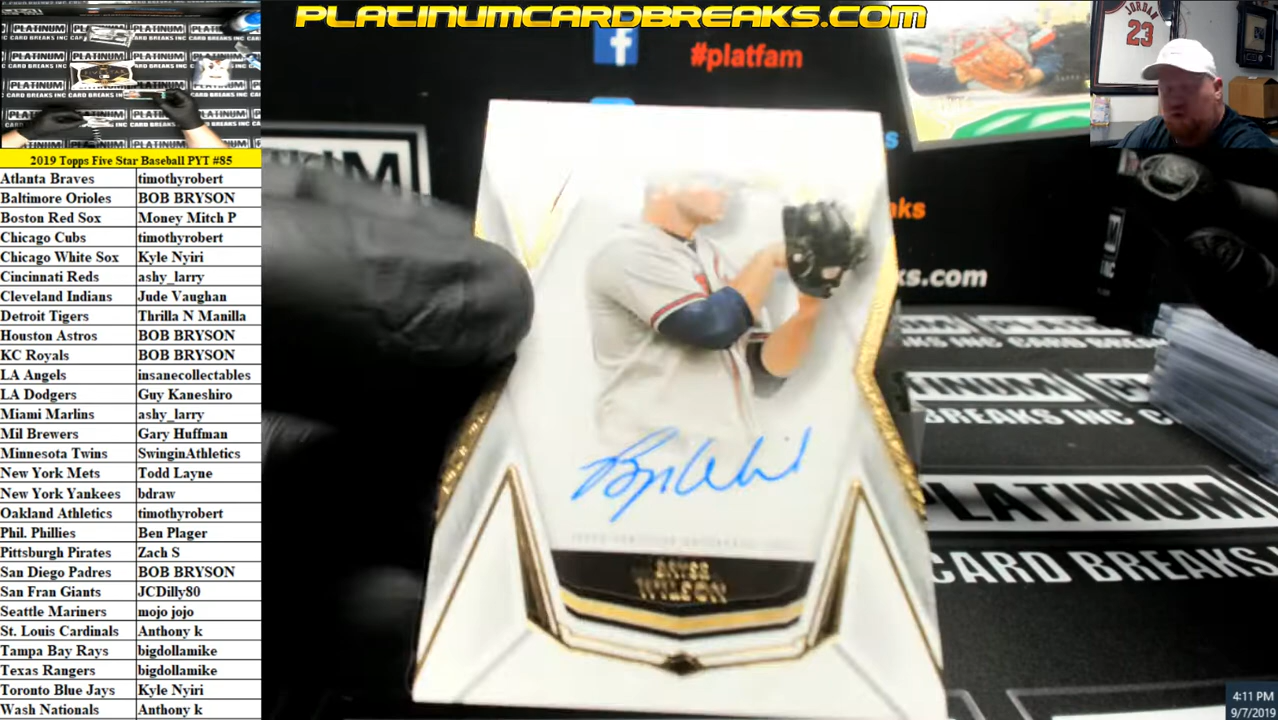 PLATINUMCARDBREAKS.COM
#platfam
JORDAN
23
2019 Topps Five Star Baseball PYT #85
Atlanta Braves timothyrobert
Baltimore Orioles BOB BRYSON
Boston Red Sox Money Mitch P
Chicago Cubs timothyrobert
Chicago White Sox Kyle Nyiri
Cincinnati Reds ashy_larry
Cleveland Indians Jude Vaughan
Detroit Tigers Thrilla N Manilla
Houston Astros BOB BRYSON
KC Royals BOB BRYSON
LA Angels insanecollectables
LA Dodgers Guy Kaneshiro
Miami Marlins ashy_larry
Mil Brewers Gary Huffman
Minnesota Twins SwinginAthletics
New York Mets Todd Layne
New York Yankees bdraw
Oakland Athletics timothyrobert
Phil. Phillies Ben Plager
Pittsburgh Pirates Zach S
San Diego Padres BOB BRYSON
San Fran Giants JCDilly80
Seattle Mariners mojo jojo
St. Louis Cardinals Anthony k
Tampa Bay Rays bigdollamike
Texas Rangers bigdollamike
Toronto Blue Jays Kyle Nyiri
Wash Nationals Anthony k
BRYSE
WILSON
ks.com
PLATINUM
CARD BREAKS INC
4:11 PM
9/7/2019